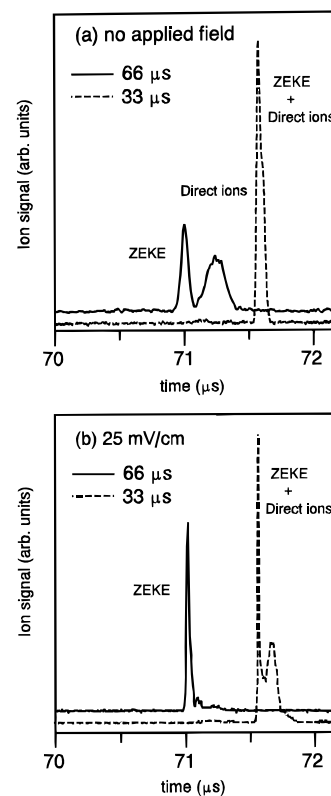 (a) no applied field
66 μs
33 μs
ZEKE
+
Direct ions
Direct ions
ZEKE
Ion signal (arb. units)
70
71
72
time (μs)
(b) 25 mV/cm
66 μs
33 μs
ZEKE
+
Direct ions
ZEKE
Ion signal (arb. units)
70
71
72
time (μs)